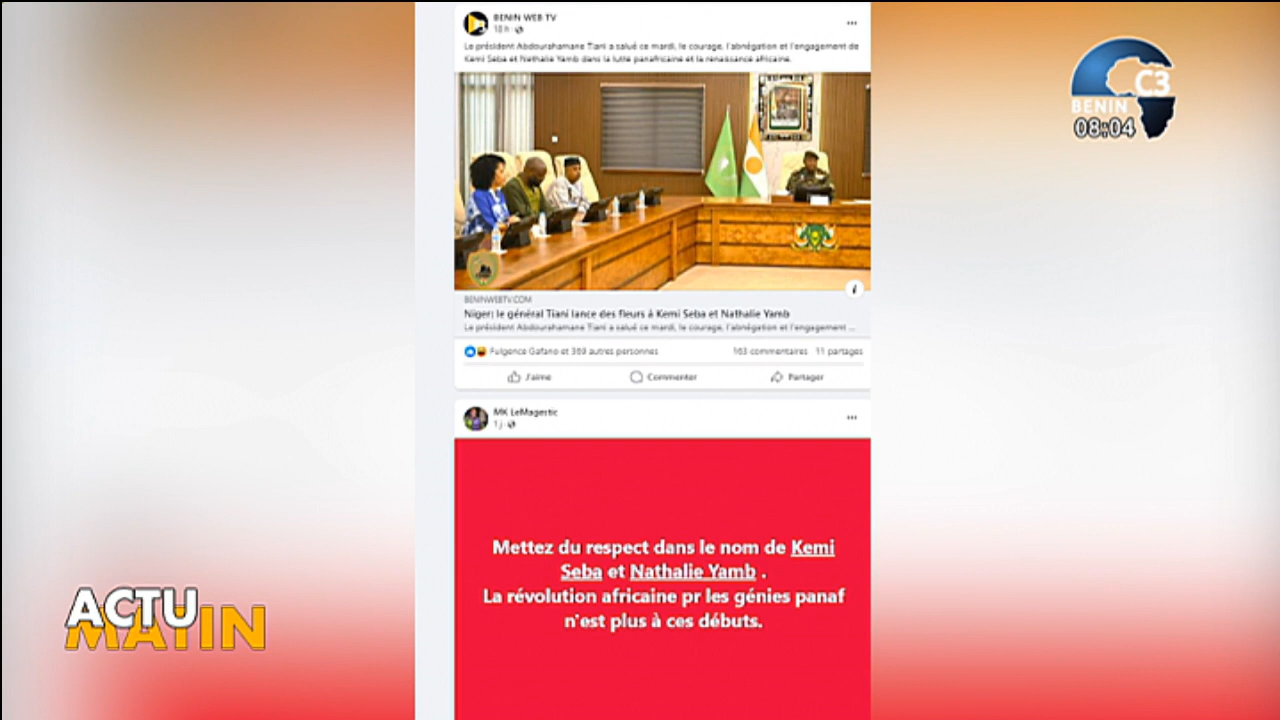 BENIN WEB TV
18 h
Le président Abdourahamane Tiani a salué ce mardi, le courage, l'abnégation et l'engagement de
Kemi Seba et Nathalie Yamb dans la lutte panafricaine et la renaissance africaine.
C3
BENIN
08:04
BENINWEBTV.COM
Niger: le général Tiani lance des fleurs à Kemi Seba et Nathalie Yamb
Le président Abdourahamane Tiani a salué ce mardi, le courage, l'abnégation et l'engagement ...
Fulgence Gafano et 369 autres personnes
163 commentaires 11 partages
J'aime Commenter Partager
MK LeMagestic
1 j
Mettez du respect dans le nom de Kemi
Seba et Nathalie Yamb .
La révolution africaine pr les génies panaf
n'est plus à ces débuts.
ACTU
MATIN